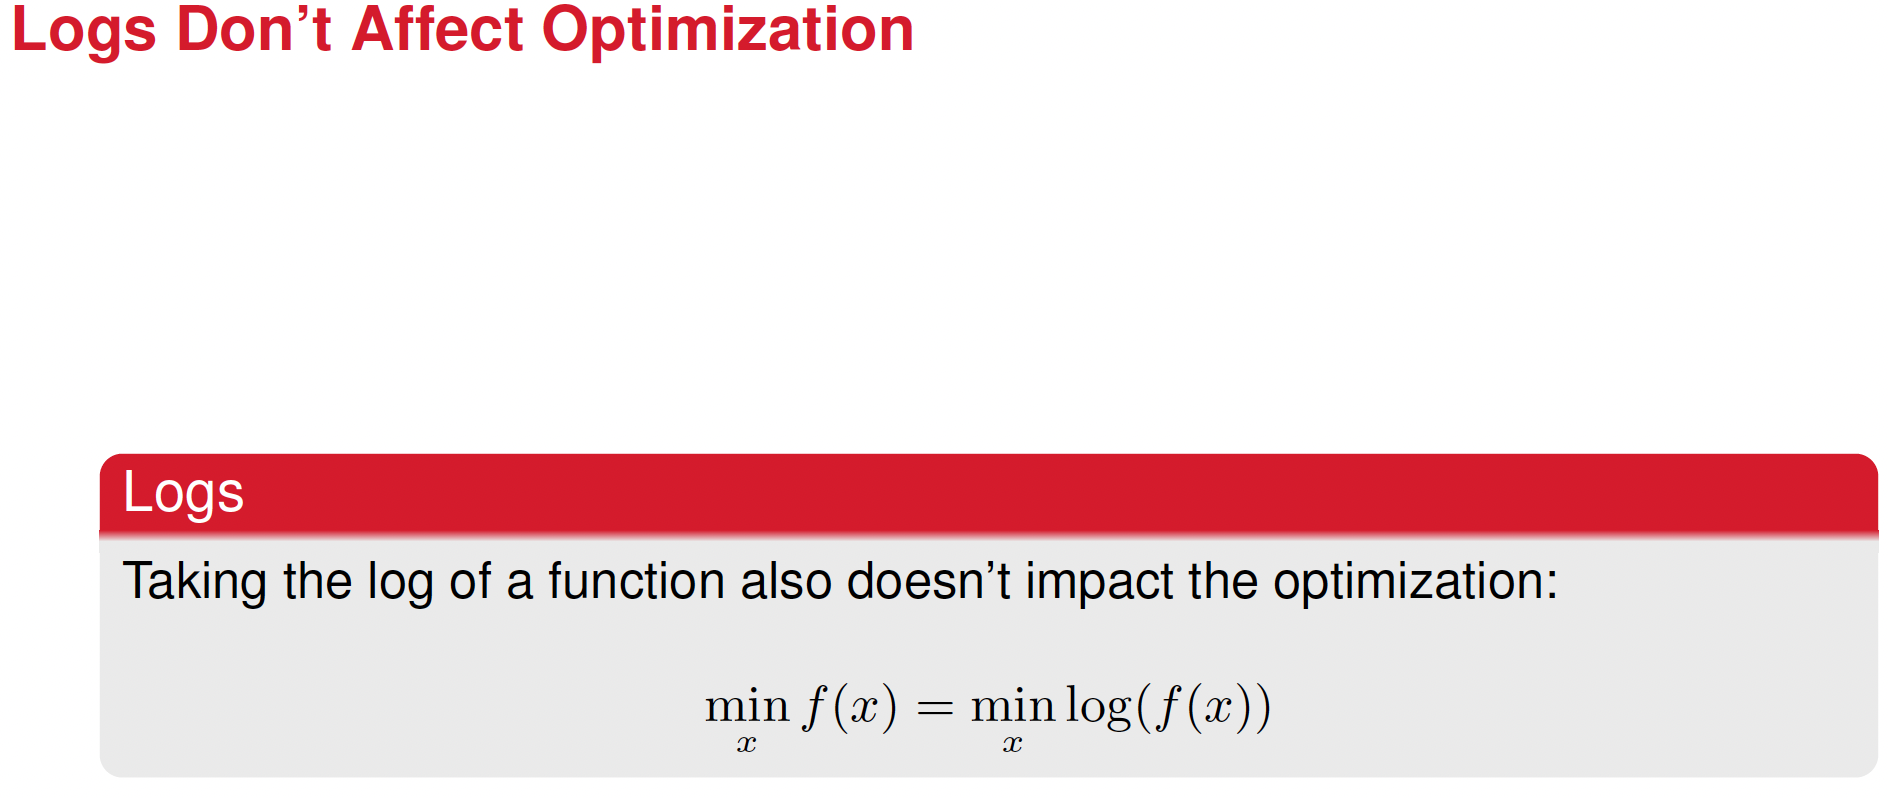 Logs Don’t Affect Optimization
Logs
Taking the log of a function also doesn’t impact the optimization:
min f(x) = min log(f(x))
x x